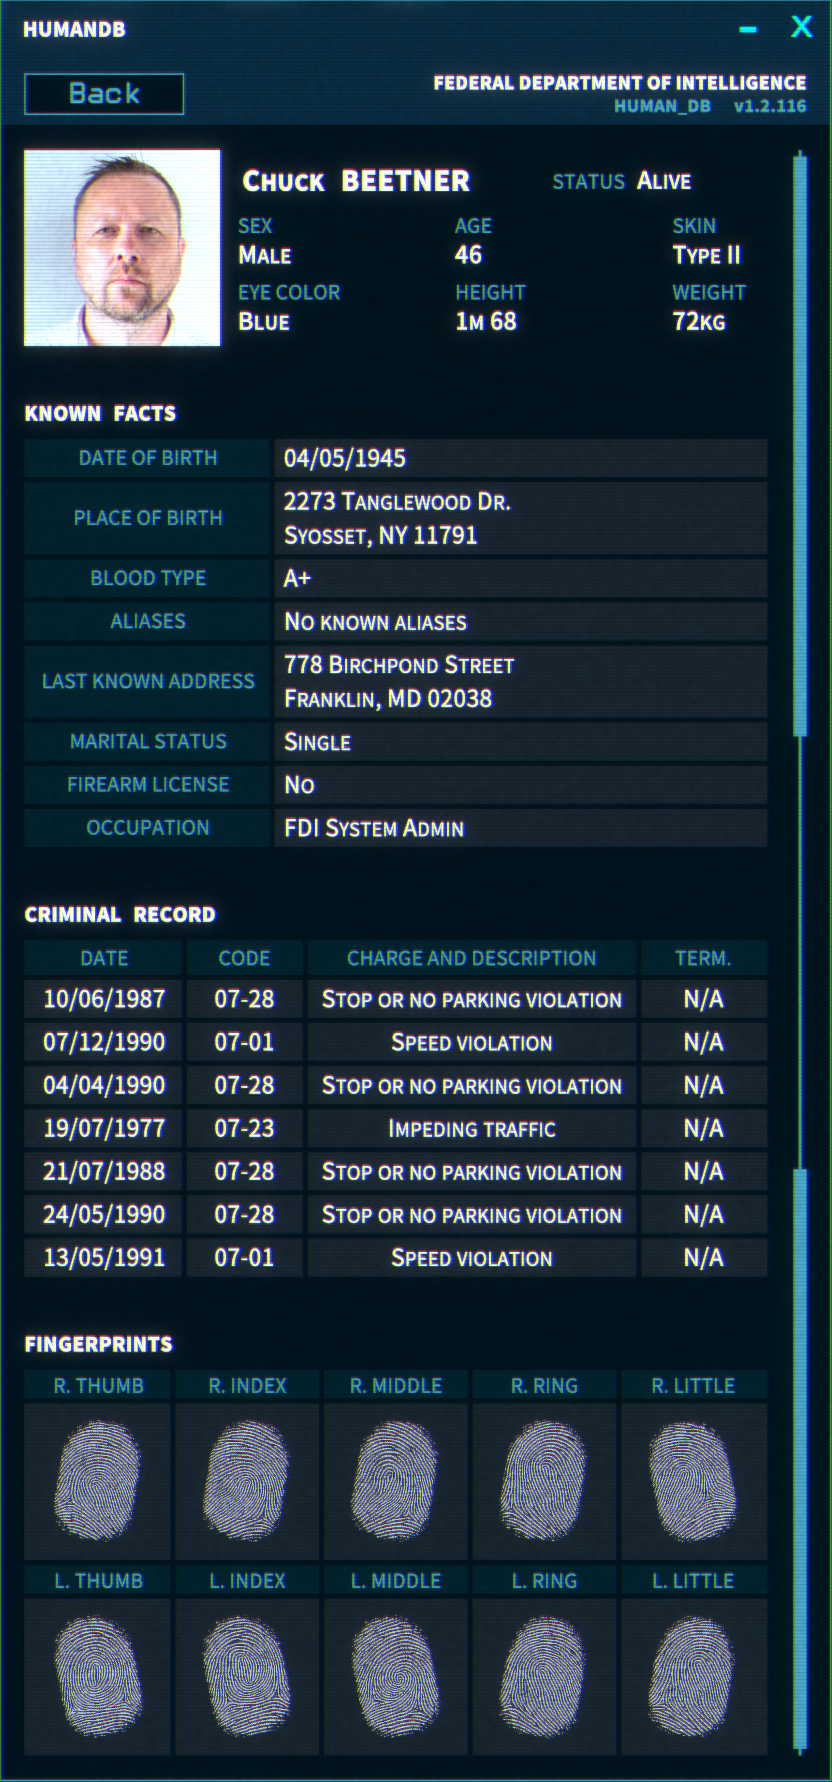 HUMANDB
Back
FEDERAL DEPARTMENT OF INTELLIGENCE
HUMAN_DB v1.2.116
Chuck BEETNER STATUS Alive
SEX AGE SKIN
Male 46 Type II
EYE COLOR HEIGHT WEIGHT
Blue 1m 68 72kg
KNOWN FACTS
DATE OF BIRTH 04/05/1945
PLACE OF BIRTH 2273 Tanglewood Dr.
Syosset, NY 11791
BLOOD TYPE A+
ALIASES No known aliases
LAST KNOWN ADDRESS 778 Birchpond Street
Franklin, MD 02038
MARITAL STATUS Single
FIREARM LICENSE No
OCCUPATION FDI System Admin
CRIMINAL RECORD
DATE CODE CHARGE AND DESCRIPTION TERM.
10/06/1987 07-28 Stop or no parking violation N/A
07/12/1990 07-01 Speed violation N/A
04/04/1990 07-28 Stop or no parking violation N/A
19/07/1977 07-23 Impeding traffic N/A
21/07/1988 07-28 Stop or no parking violation N/A
24/05/1990 07-28 Stop or no parking violation N/A
13/05/1991 07-01 Speed violation N/A
FINGERPRINTS
R. THUMB R. INDEX R. MIDDLE R. RING R. LITTLE
L. THUMB L. INDEX L. MIDDLE L. RING L. LITTLE